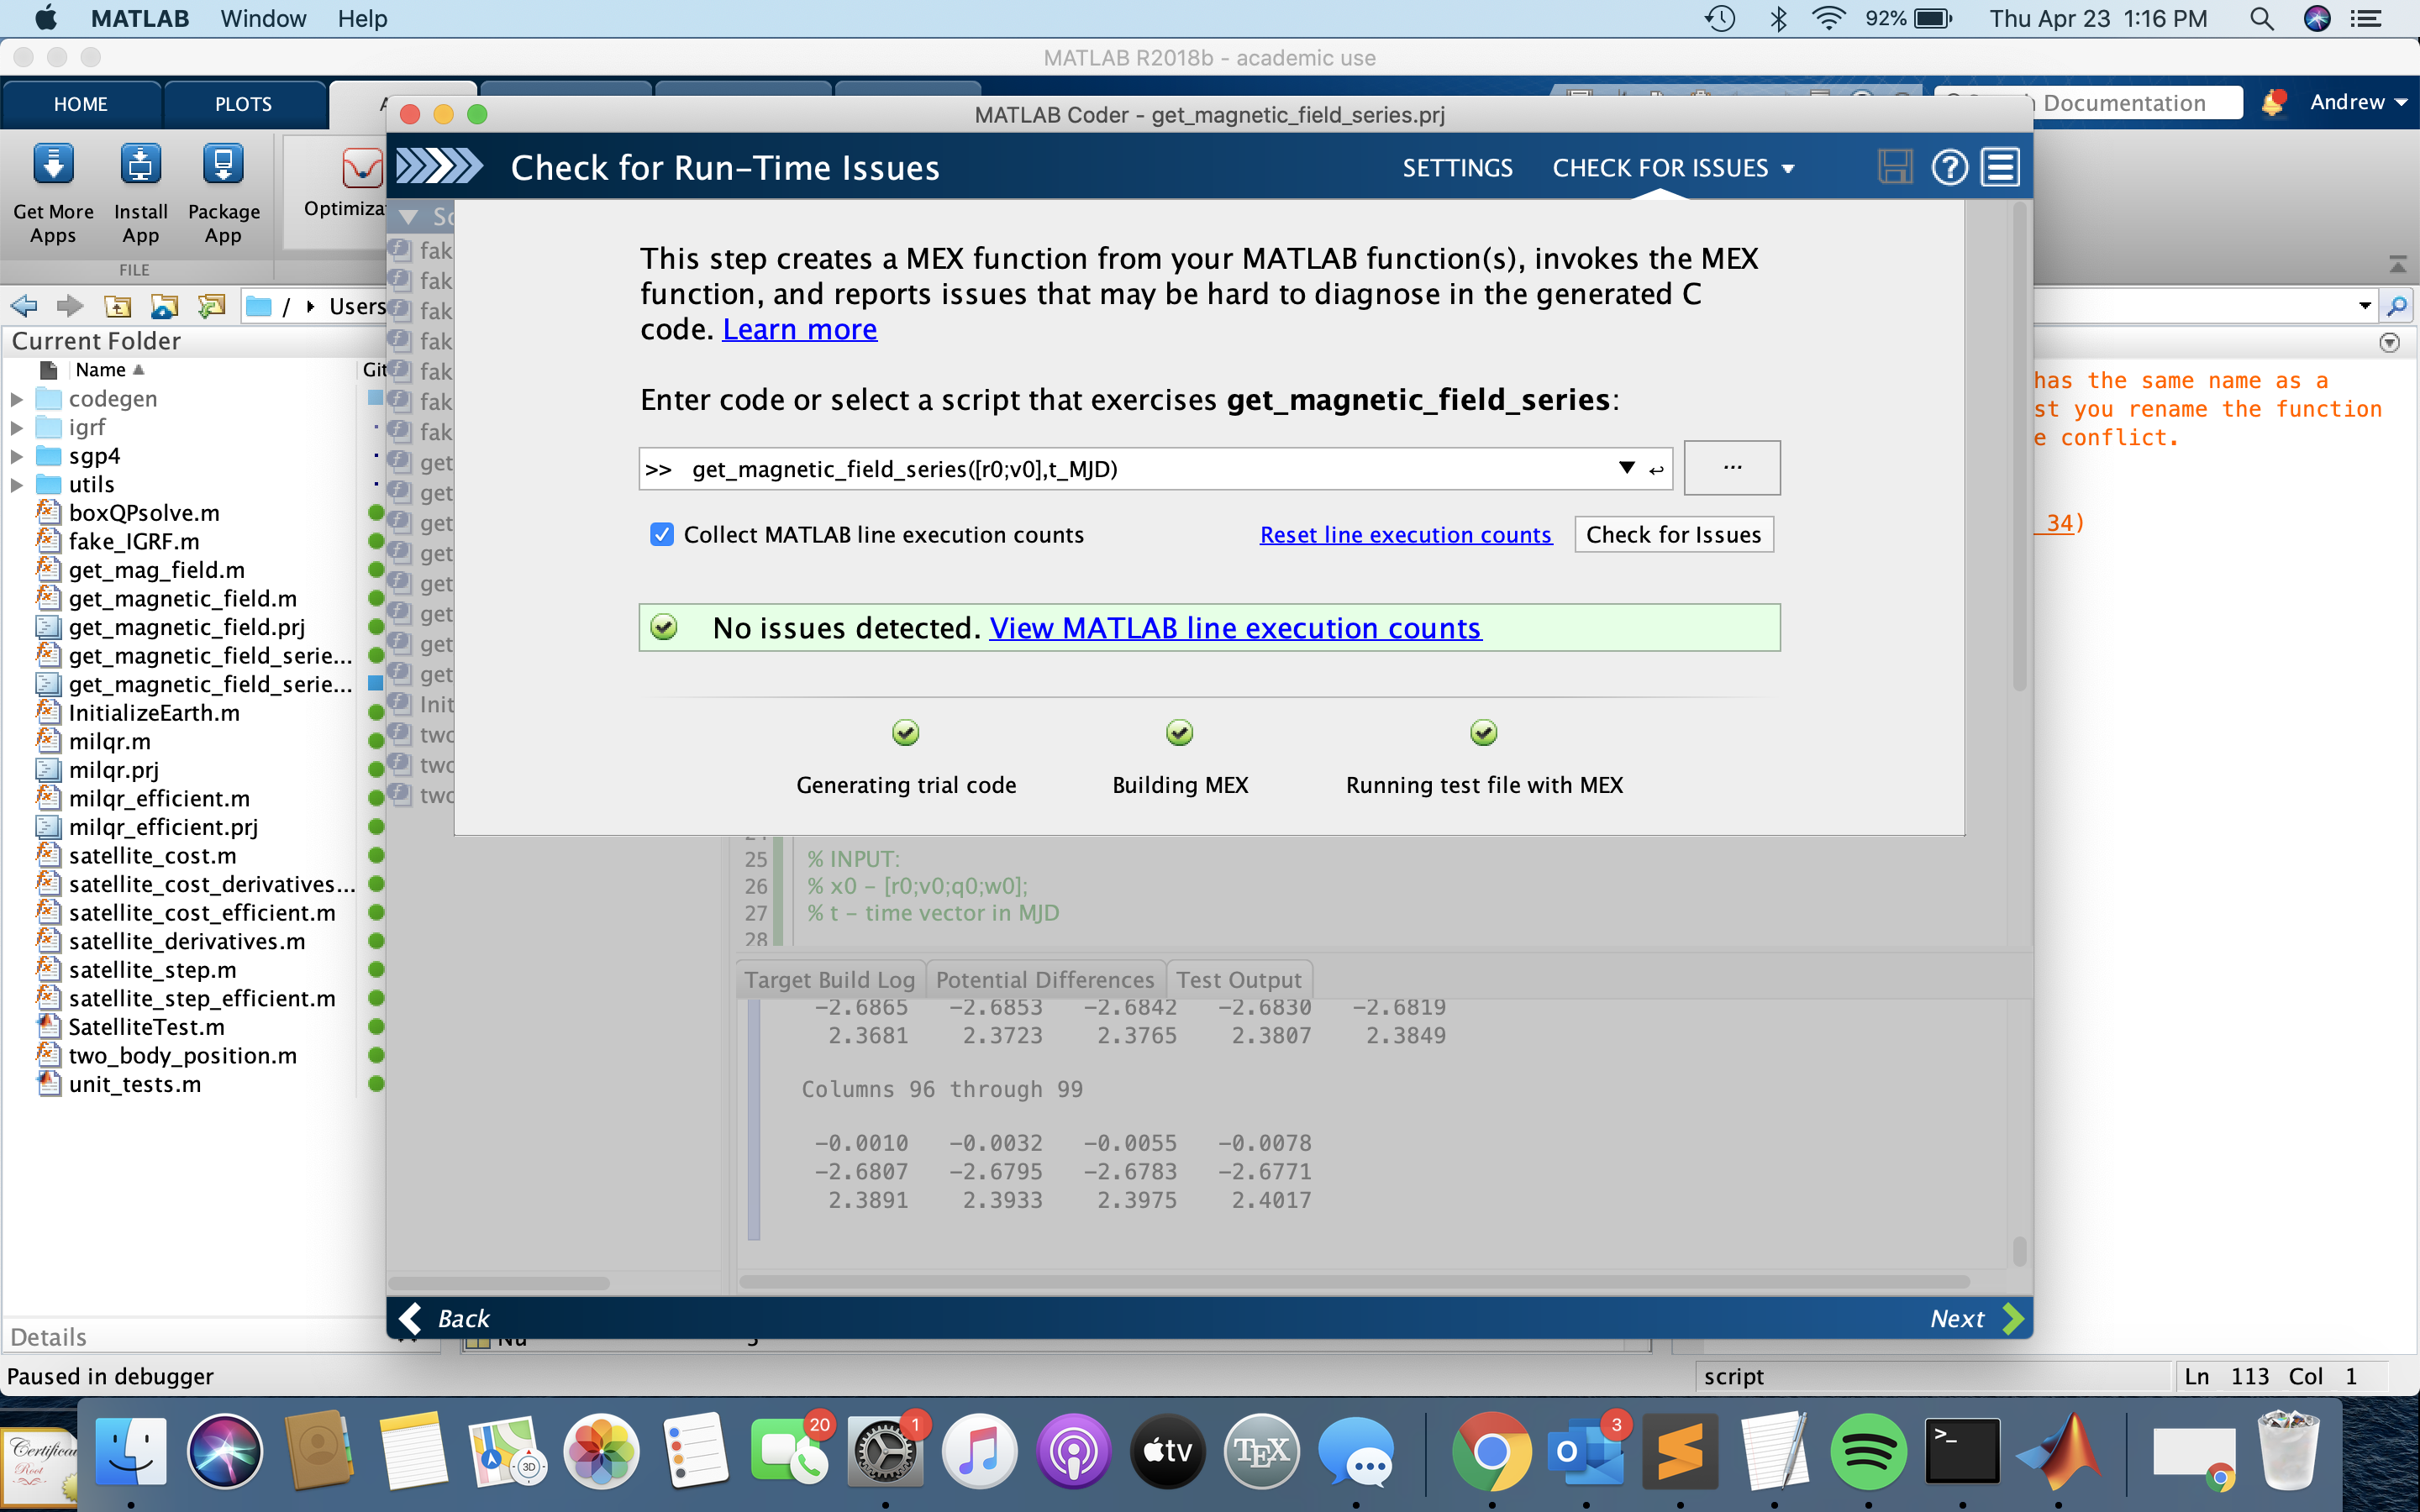 MATLAB Window Help 92% Thu Apr 23 1:16 PM
MATLAB R2018b - academic use
HOME PLOTS Documentation Andrew
MATLAB Coder - get_magnetic_field_series.prj
Check for Run-Time Issues SETTINGS CHECK FOR ISSUES
Get More Apps
Install App
Package App
Optimiza
FILE
/ Users
Current Folder
Name Git
codegen
igrf
sgp4
utils
boxQPsolve.m
fake_IGRF.m
get_mag_field.m
get_magnetic_field.m
get_magnetic_field.prj
get_magnetic_field_serie...
get_magnetic_field_serie...
InitializeEarth.m
milqr.m
milqr.prj
milqr_efficient.m
milqr_efficient.prj
satellite_cost.m
satellite_cost_derivatives...
satellite_cost_efficient.m
satellite_derivatives.m
satellite_step.m
satellite_step_efficient.m
SatelliteTest.m
two_body_position.m
unit_tests.m
Details
Paused in debugger
So
fak
fak
fak
fak
fak
fak
fak
get
get
get
get
get
get
get
get
Init
two
two
two
This step creates a MEX function from your MATLAB function(s), invokes the MEX
function, and reports issues that may be hard to diagnose in the generated C
code. Learn more
Enter code or select a script that exercises get_magnetic_field_series:
>> get_magnetic_field_series([r0;v0],t_MJD)
...
Collect MATLAB line execution counts Reset line execution counts Check for Issues
No issues detected. View MATLAB line execution counts
Generating trial code Building MEX Running test file with MEX
25 % INPUT:
26 % x0 - [r0;v0;q0;w0];
27 % t - time vector in MJD
28
Target Build Log Potential Differences Test Output
-2.6865 -2.6853 -2.6842 -2.6830 -2.6819
2.3681 2.3723 2.3765 2.3807 2.3849
Columns 96 through 99
-0.0010 -0.0032 -0.0055 -0.0078
-2.6807 -2.6795 -2.6783 -2.6771
2.3891 2.3933 2.3975 2.4017
Back Next
Nu
has the same name as a
st you rename the function
e conflict.
_34)
script Ln 113 Col 1
Certificate
Root
3D
20
1
tv
TEX
3
>_